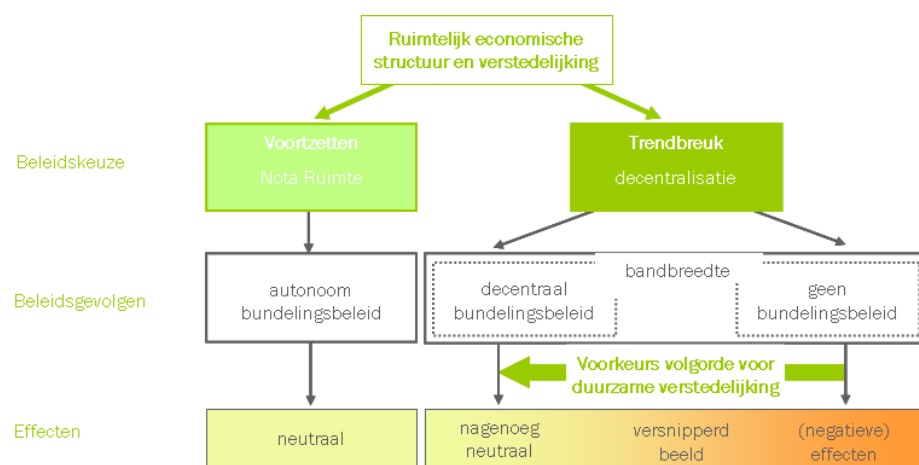 Ruimtelijk economische
structuur en verstedelijking
Beleidskeuze
Voortzetten
Nota Ruimte
Trendbreuk
decentralisatie
Beleidsgevolgen
autonoom
bundelingsbeleid
decentraal
bundelingsbeleid
bandbreedte
geen
bundelingsbeleid
Voorkeurs volgorde voor
duurzame verstedelijking
Effecten
neutraal
nagenoeg
neutraal
versnipperd
beeld
(negatieve)
effecten